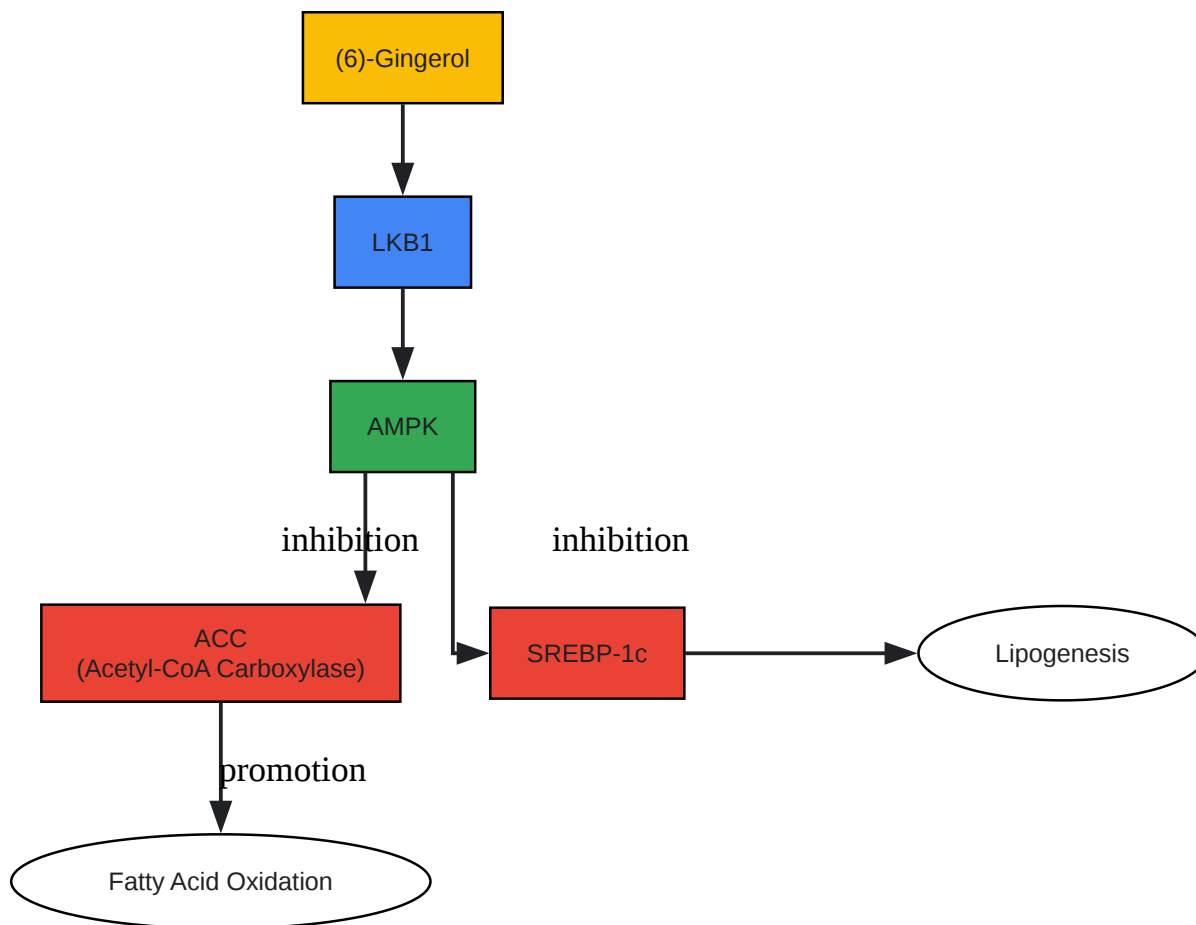 (6)-Gingerol
LKB1
AMPK
inhibition
inhibition
ACC
(Acetyl-CoA Carboxylase)
SREBP-1c
Lipogenesis
promotion
Fatty Acid Oxidation